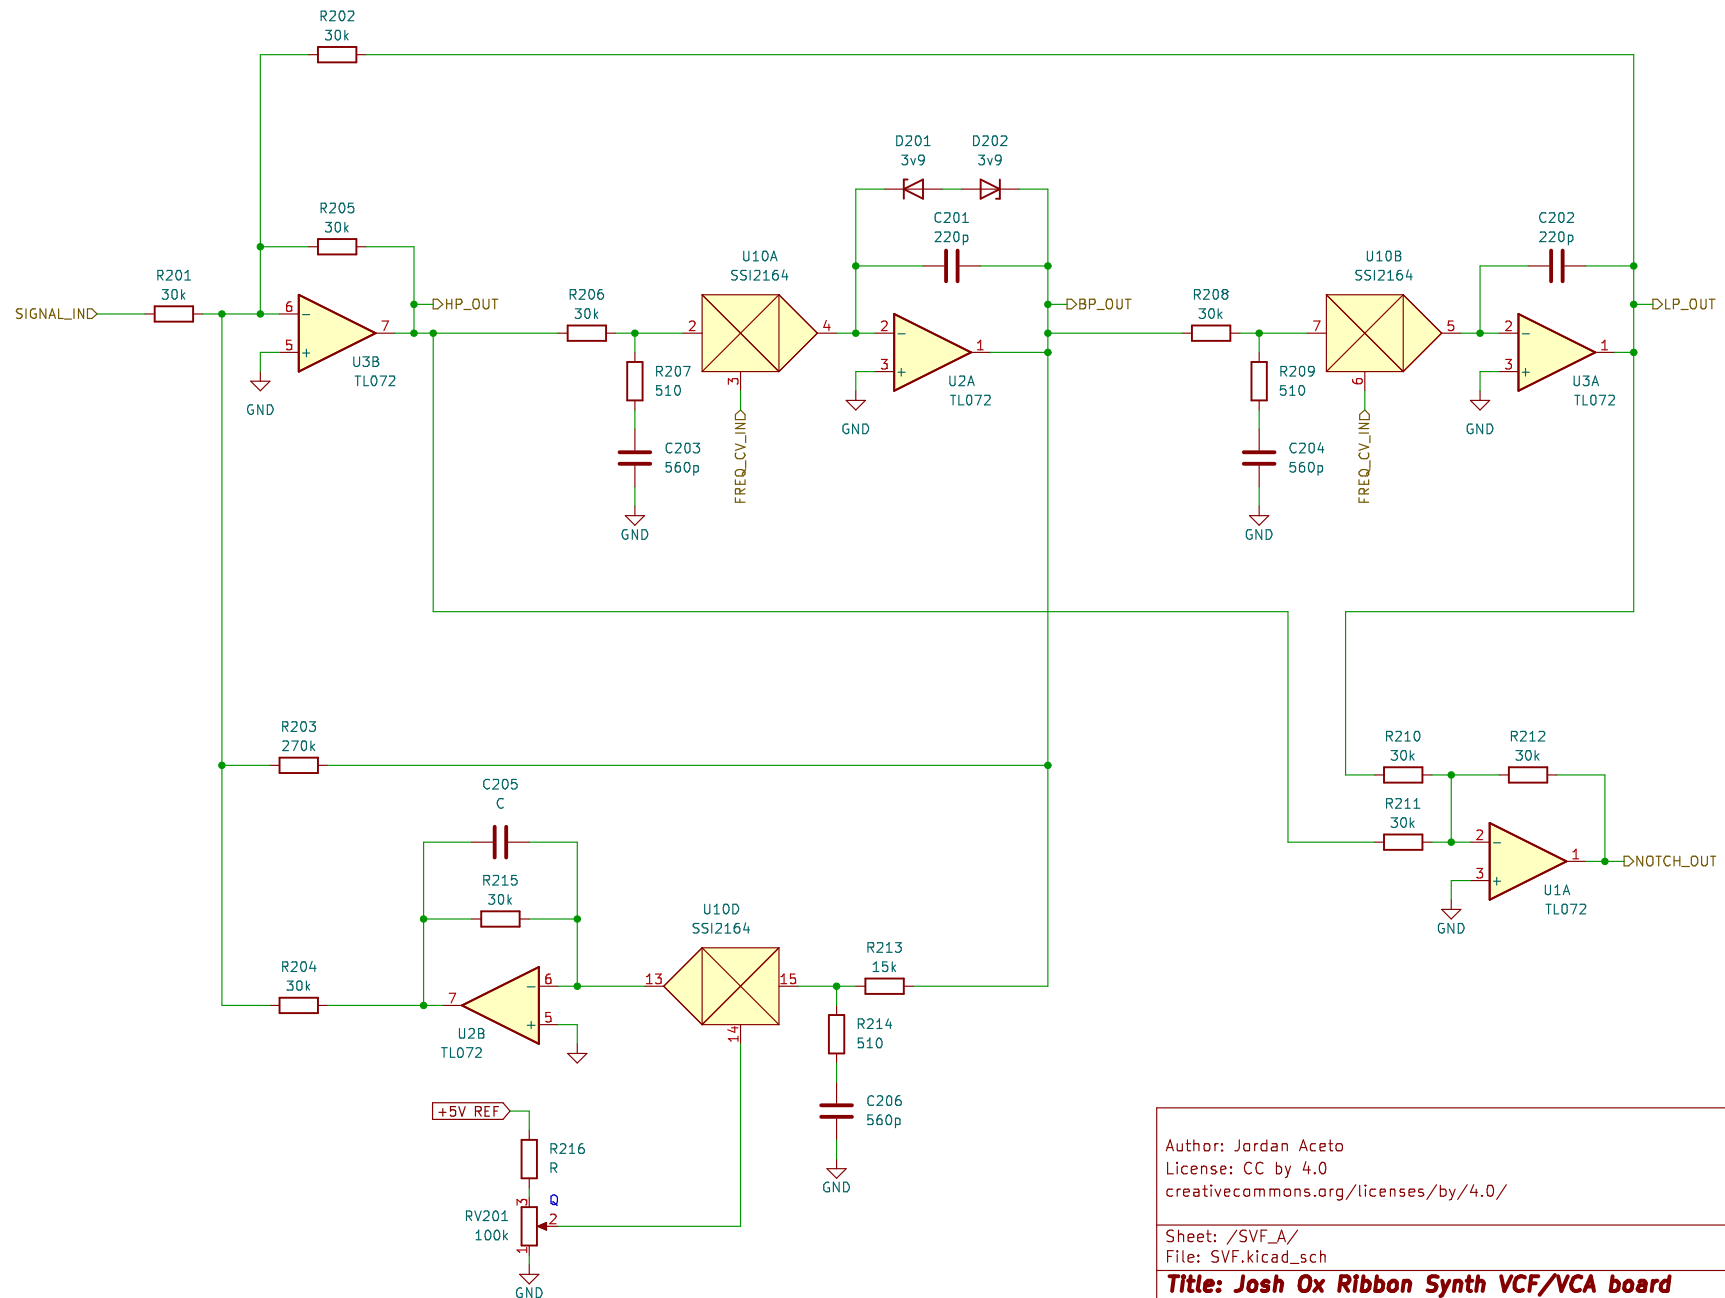 R202
30k
D201
3v9
D202
3v9
R205
30k
C201
220p
C202
220p
R201
30k
U10A
SSI2164
U10B
SSI2164
SIGNAL_IN
6
5
7
U3B
TL072
GND
HP_OUT
R206
30k
2
4
3
R207
510
C203
560p
GND
FREQ_CV_IN
2
3
1
U2A
TL072
GND
BP_OUT
R208
30k
7
5
6
R209
510
C204
560p
GND
FREQ_CV_IN
2
3
1
U3A
TL072
GND
LP_OUT
R203
270k
C205
C
R215
30k
R210
30k
R212
30k
R211
30k
2
3
1
NOTCH_OUT
U1A
TL072
GND
U10D
SSI2164
13
15
14
R213
15k
R204
30k
7
6
5
U2B
TL072
R214
510
C206
560p
GND
+5V REF
R216
R
Q
RV201
100k
3
2
1
GND
Author: Jordan Aceto
License: CC by 4.0
creativecommons.org/licenses/by/4.0/
Sheet: /SVF_A/
File: SVF.kicad_sch
Title: Josh Ox Ribbon Synth VCF/VCA board